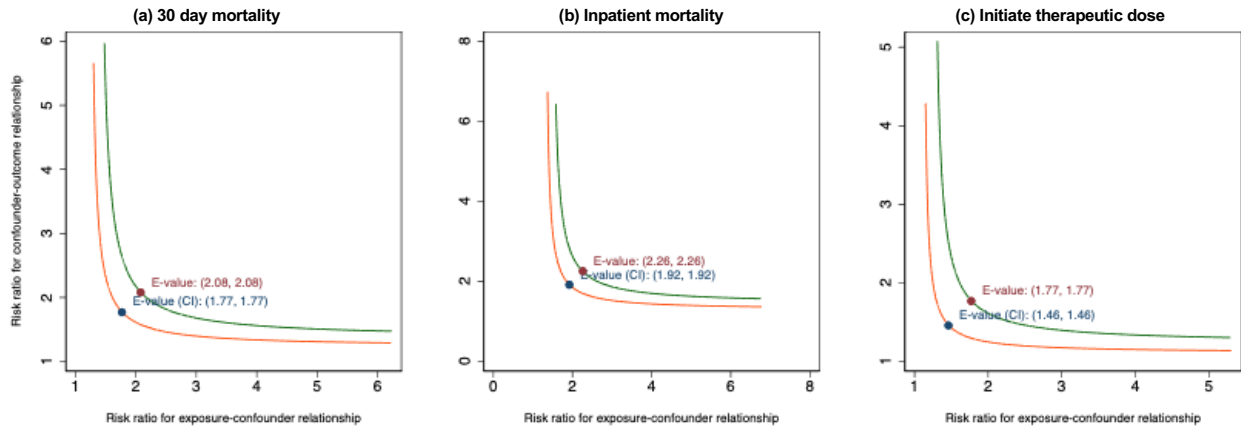 (a) 30 day mortality
Risk ratio for confounder-outcome relationship
6
5
4
3
2
1
E-value: (2.08, 2.08)
E-value (CI): (1.77, 1.77)
1 2 3 4 5 6
Risk ratio for exposure-confounder relationship
(b) Inpatient mortality
8
6
4
2
0
E-value: (2.26, 2.26)
E-value (CI): (1.92, 1.92)
0 2 4 6 8
Risk ratio for exposure-confounder relationship
(c) Initiate therapeutic dose
5
4
3
2
1
E-value: (1.77, 1.77)
E-value (CI): (1.46, 1.46)
1 2 3 4 5
Risk ratio for exposure-confounder relationship